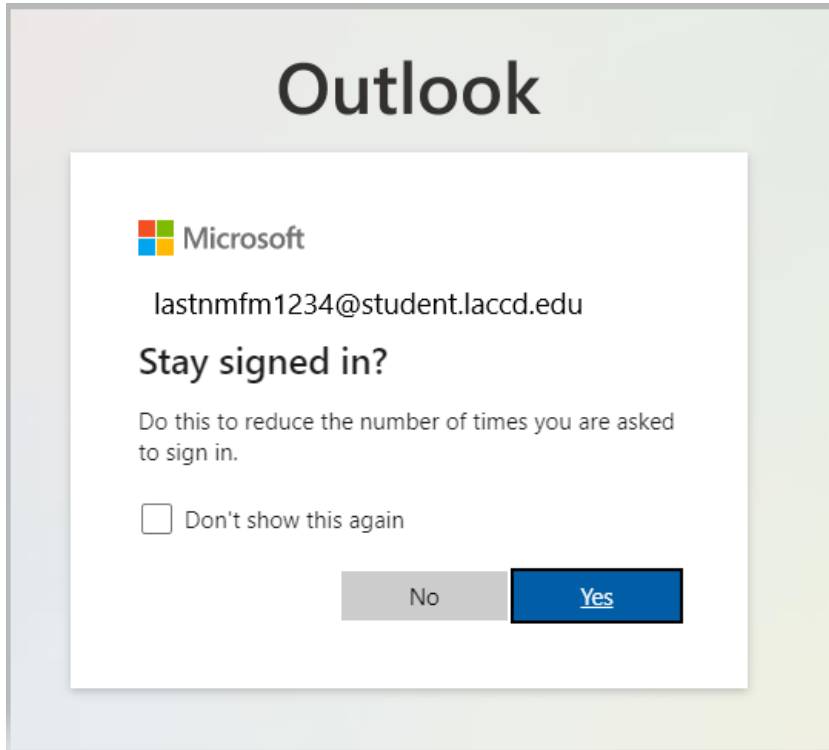 Outlook
Microsoft
lastnmfm1234@student.laccd.edu
Stay signed in?
Do this to reduce the number of times you are asked
to sign in.
Don't show this again
No Yes